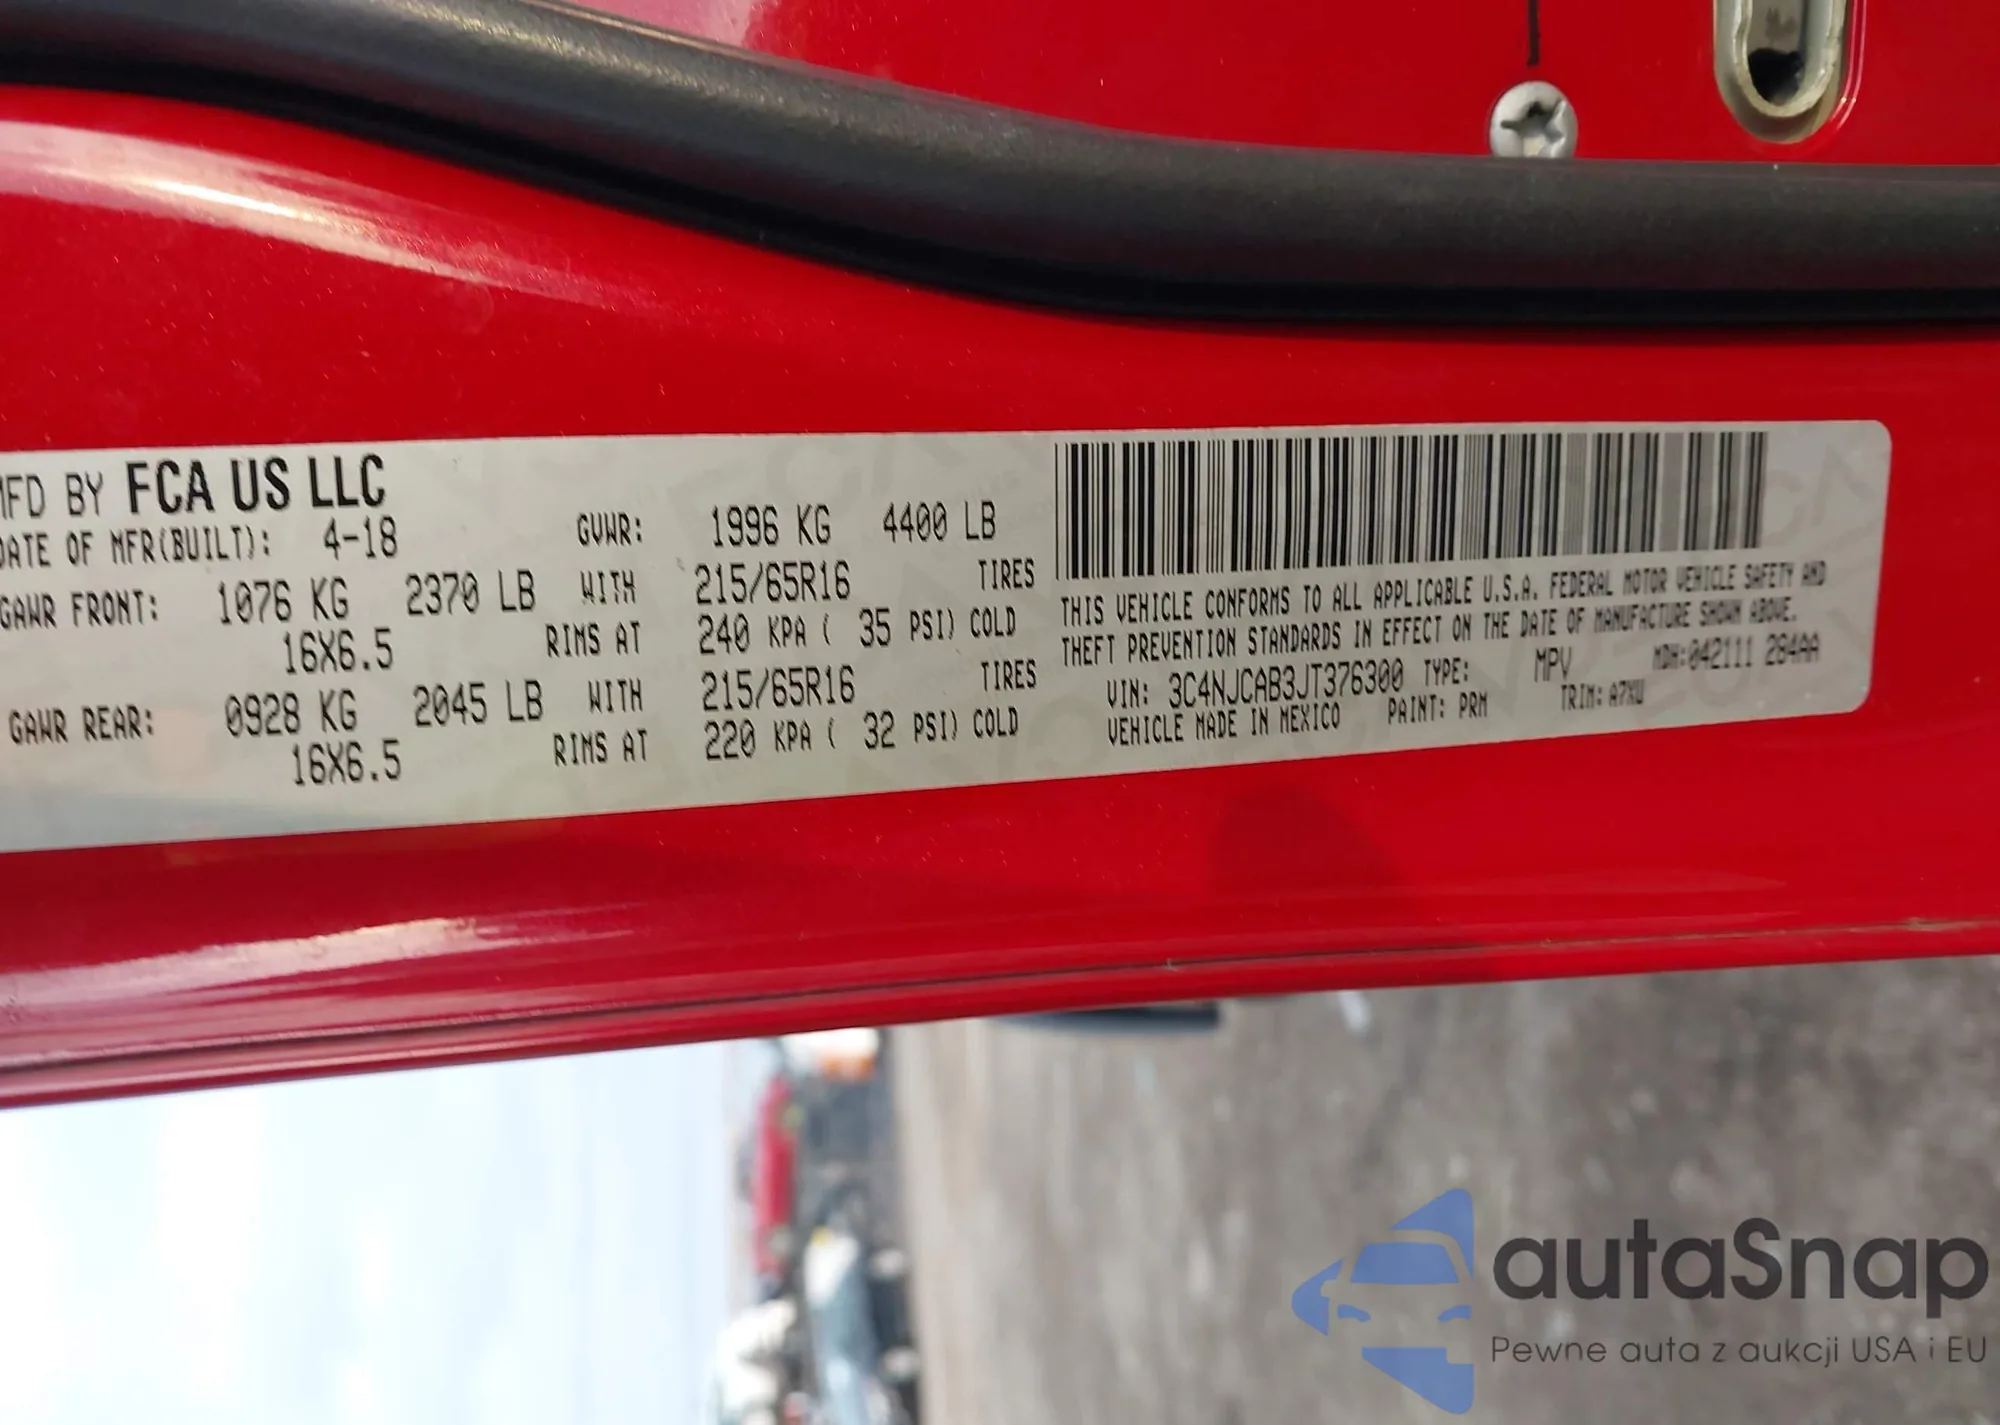 MFD BY FCA US LLC
DATE OF MFR(BUILT): 4-18 GVWR: 1996 KG 4400 LB
GAWR FRONT: 1076 KG 2370 LB WITH 215/65R16 TIRES
16X6.5 RIMS AT 240 KPA ( 35 PSI) COLD
GAWR REAR: 0928 KG 2045 LB WITH 215/65R16 TIRES
16X6.5 RIMS AT 220 KPA ( 32 PSI) COLD
THIS VEHICLE CONFORMS TO ALL APPLICABLE U.S.A. FEDERAL MOTOR VEHICLE SAFETY AND
THEFT PREVENTION STANDARDS IN EFFECT ON THE DATE OF MANUFACTURE SHOWN ABOVE.
VIN: 3C4NJCAB3JT376300 TYPE: MPV MDH:042111 284AA
VEHICLE MADE IN MEXICO PAINT: PRM TRIM: A7XU
autaSnap
Pewne auta z aukcji USA i EU